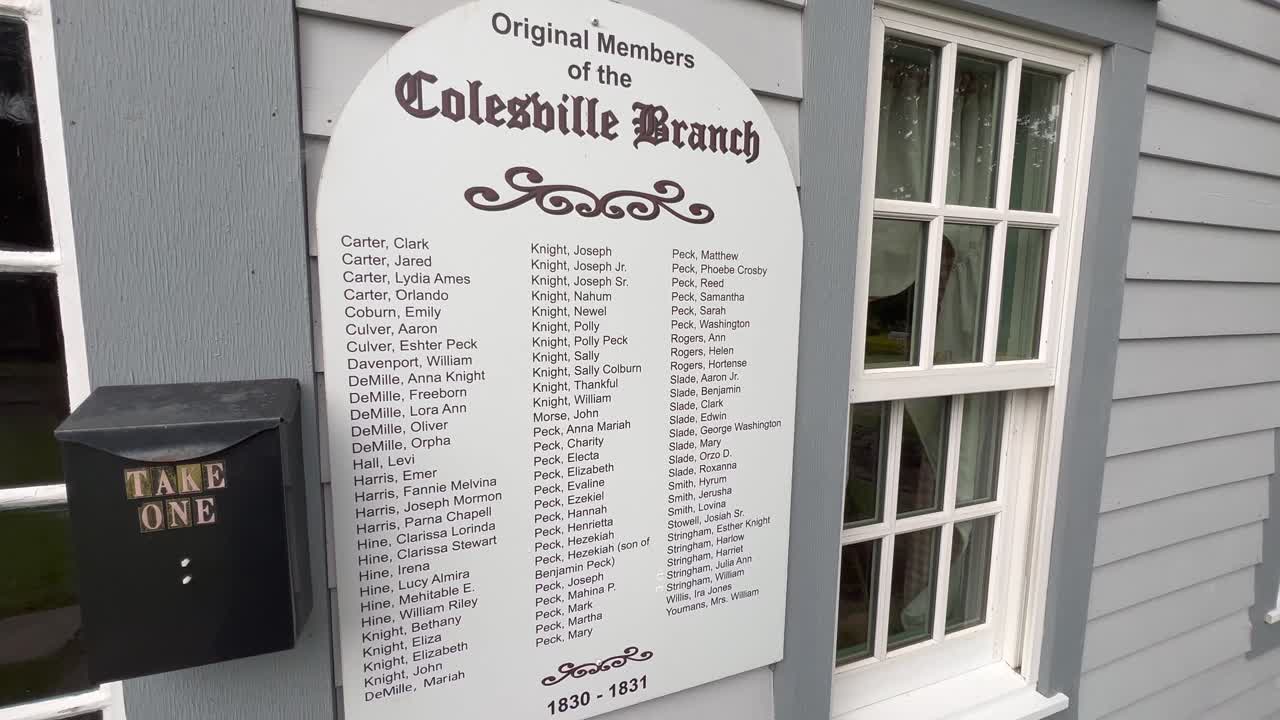 Original Members
of the
Colesville Branch
Carter, Clark
Carter, Jared
Carter, Lydia Ames
Carter, Orlando
Coburn, Emily
Culver, Aaron
Culver, Eshter Peck
Davenport, William
DeMille, Anna Knight
DeMille, Freeborn
DeMille, Lora Ann
DeMille, Oliver
DeMille, Orpha
Hall, Levi
Harris, Emer
Harris, Fannie Melvina
Harris, Joseph Mormon
Harris, Parna Chapell
Hine, Clarissa Lorinda
Hine, Clarissa Stewart
Hine, Irena
Hine, Lucy Almira
Hine, Mehitable E.
Hine, William Riley
Knight, Bethany
Knight, Eliza
Knight, Elizabeth
Knight, John
DeMille, Mariah
Knight, Joseph
Knight, Joseph Jr.
Knight, Joseph Sr.
Knight, Nahum
Knight, Newel
Knight, Polly
Knight, Polly Peck
Knight, Sally
Knight, Sally Colburn
Knight, Thankful
Knight, William
Morse, John
Peck, Anna Mariah
Peck, Charity
Peck, Electa
Peck, Elizabeth
Peck, Evaline
Peck, Ezekiel
Peck, Hannah
Peck, Henrietta
Peck, Hezekiah
Peck, Hezekiah (son of
Benjamin Peck)
Peck, Joseph
Peck, Mahina P.
Peck, Mark
Peck, Martha
Peck, Mary
Peck, Matthew
Peck, Phoebe Crosby
Peck, Reed
Peck, Samantha
Peck, Sarah
Peck, Washington
Rogers, Ann
Rogers, Helen
Rogers, Hortense
Slade, Aaron Jr.
Slade, Benjamin
Slade, Clark
Slade, Edwin
Slade, George Washington
Slade, Mary
Slade, Orzo D.
Slade, Roxanna
Smith, Hyrum
Smith, Jerusha
Smith, Lovina
Stowell, Josiah Sr.
Stringham, Esther Knight
Stringham, Harlow
Stringham, Harriet
Stringham, Julia Ann
Stringham, William
Willis, Ira Jones
Youmans, Mrs. William
1830 - 1831
TAKE
ONE